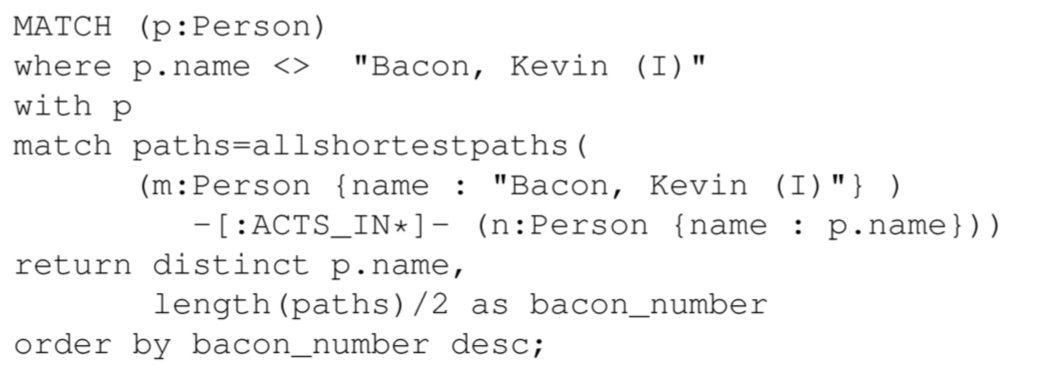 MATCH (p:Person)
where p.name <>  "Bacon, Kevin (I)"
with p
match paths=allshortestpaths(
      (m:Person {name : "Bacon, Kevin (I)"} )
         -[:ACTS_IN*]- (n:Person {name : p.name}))
return distinct p.name,
       length(paths)/2 as bacon_number
order by bacon_number desc;